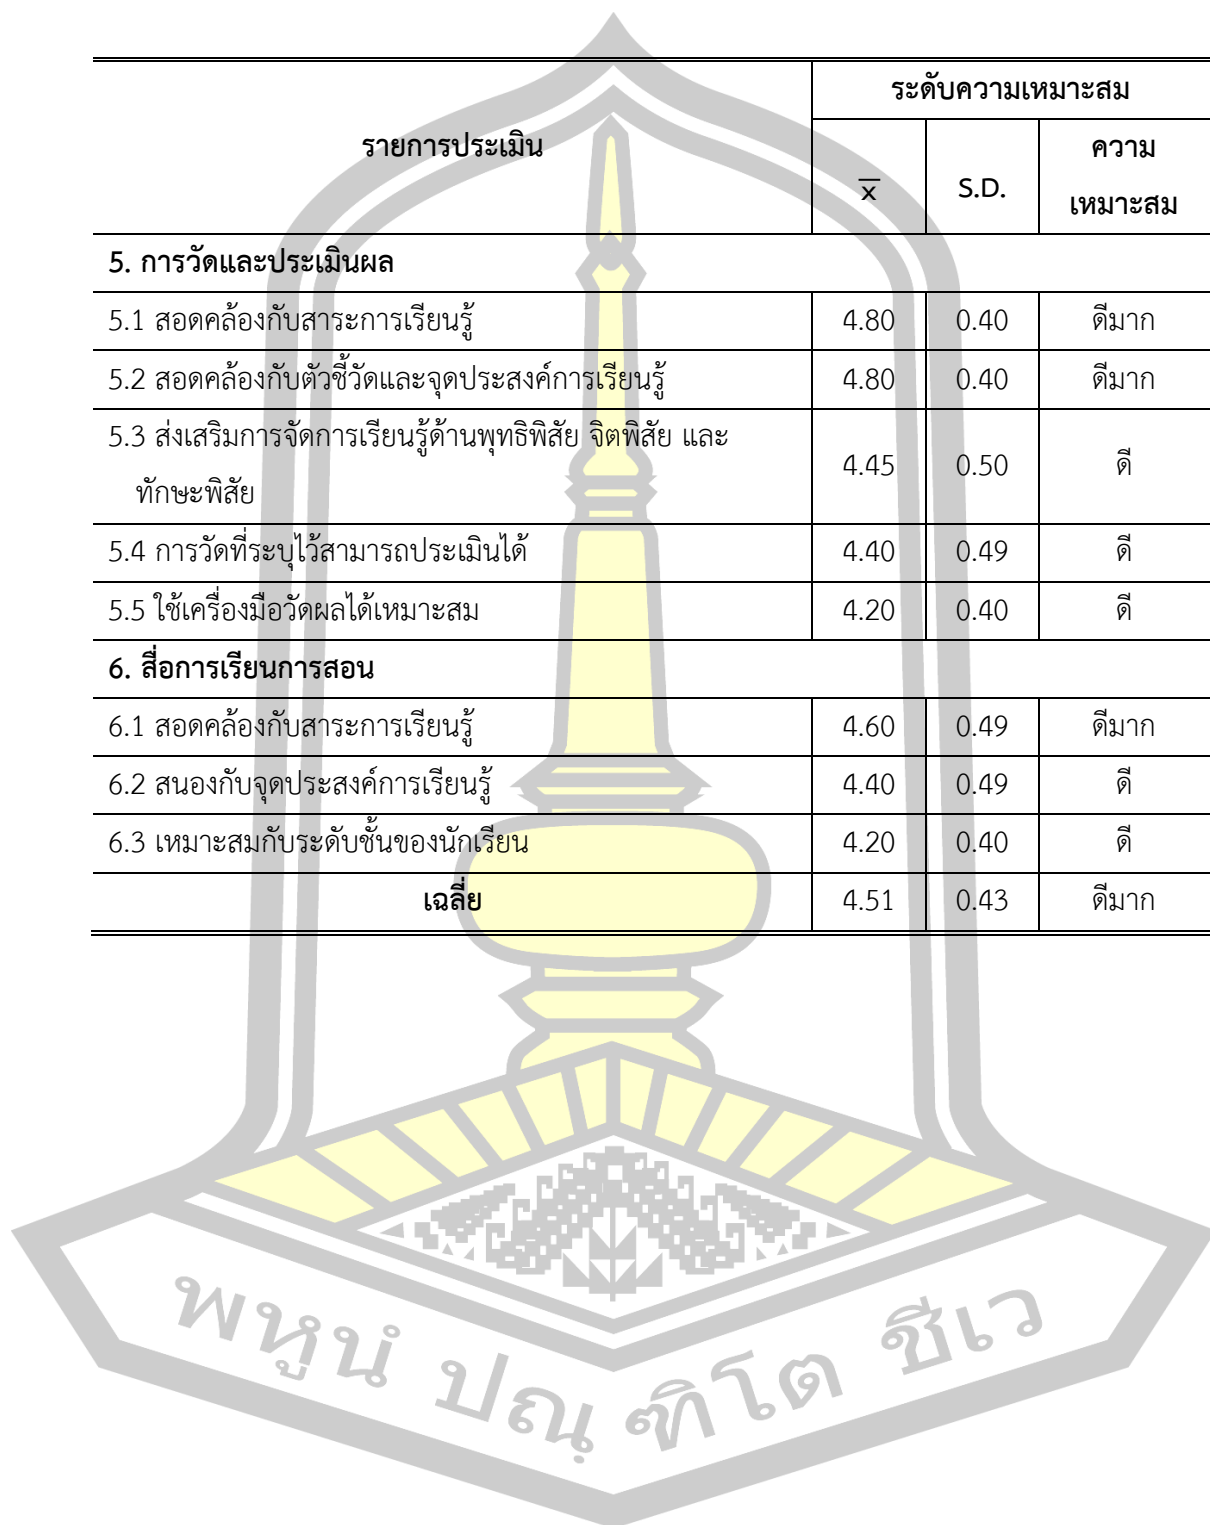 รายการประเมิน ระดับความเหมาะสม
x̄ S.D. ความ
เหมาะสม
5. การวัดและประเมินผล
5.1 สอดคล้องกับสาระการเรียนรู้ 4.80 0.40 ดีมาก
5.2 สอดคล้องกับตัวชี้วัดและจุดประสงค์การเรียนรู้ 4.80 0.40 ดีมาก
5.3 ส่งเสริมการจัดการเรียนรู้ด้านพุทธิพิสัย จิตพิสัย และ
ทักษะพิสัย 4.45 0.50 ดี
5.4 การวัดที่ระบุไว้สามารถประเมินได้ 4.40 0.49 ดี
5.5 ใช้เครื่องมือวัดผลได้เหมาะสม 4.20 0.40 ดี
6. สื่อการเรียนการสอน
6.1 สอดคล้องกับสาระการเรียนรู้ 4.60 0.49 ดีมาก
6.2 สนองกับจุดประสงค์การเรียนรู้ 4.40 0.49 ดี
6.3 เหมาะสมกับระดับชั้นของนักเรียน 4.20 0.40 ดี
เฉลี่ย 4.51 0.43 ดีมาก
พหูนํ ปณฺ ฑิโต ชีเว